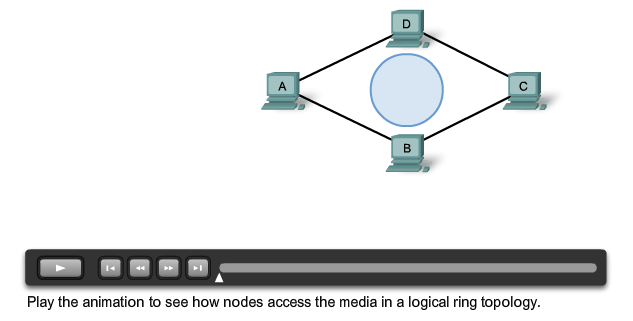 D
A
C
B
Play the animation to see how nodes access the media in a logical ring topology.